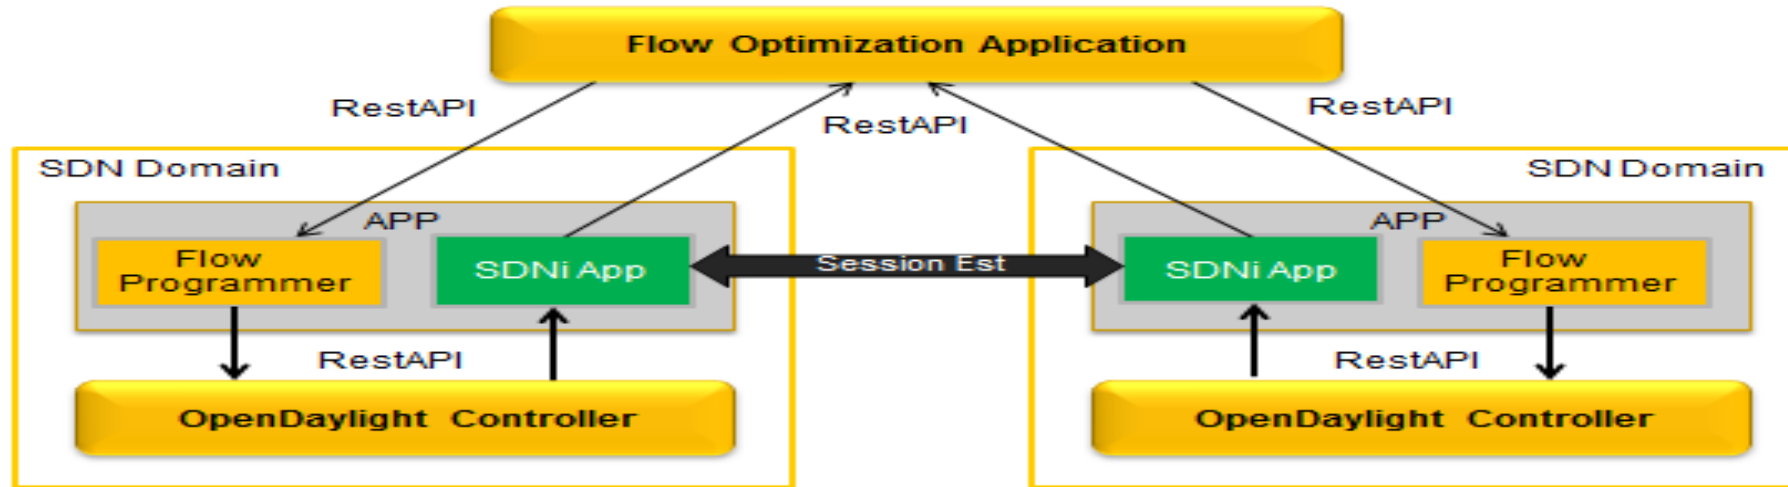 Flow Optimization Application
RestAPI
RestAPI
RestAPI
SDN Domain
APP
Flow
Programmer
SDNi App
Session Est
SDN Domain
APP
SDNi App
Flow
Programmer
RestAPI
OpenDaylight Controller
RestAPI
OpenDaylight Controller